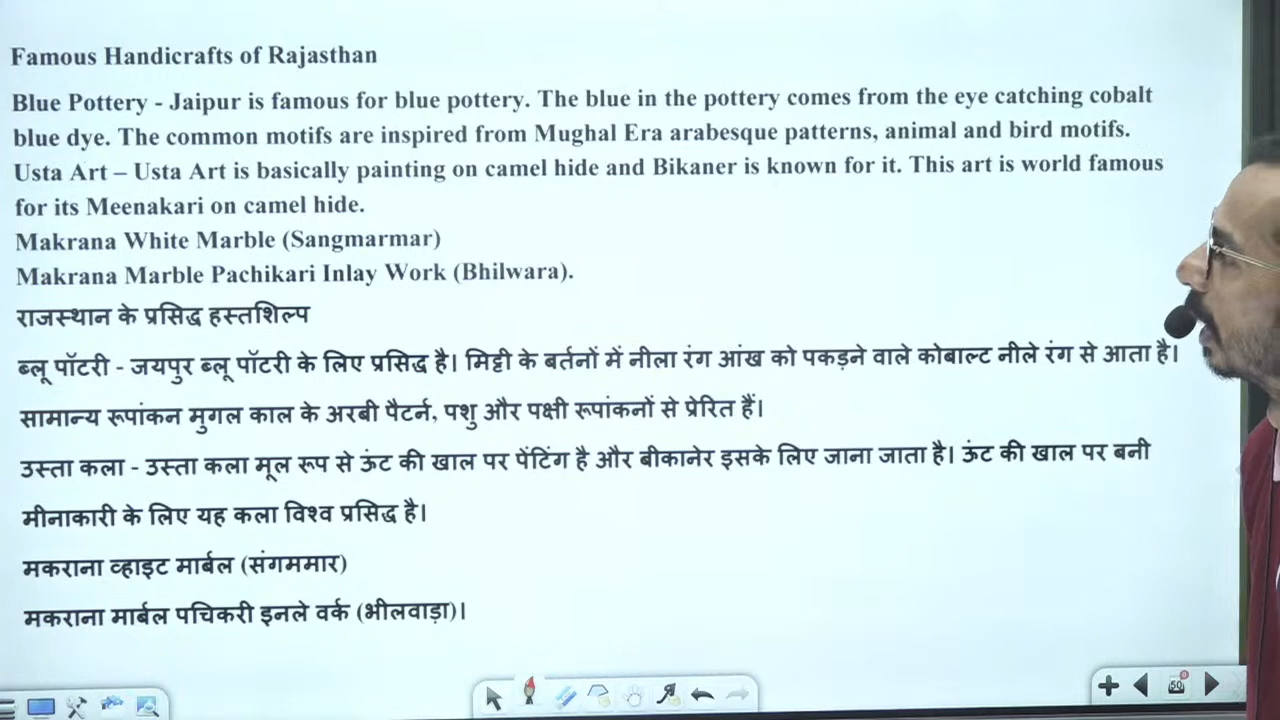 Famous Handicrafts of Rajasthan
Blue Pottery - Jaipur is famous for blue pottery. The blue in the pottery comes from the eye catching cobalt
blue dye. The common motifs are inspired from Mughal Era arabesque patterns, animal and bird motifs.
Usta Art – Usta Art is basically painting on camel hide and Bikaner is known for it. This art is world famous
for its Meenakari on camel hide.
Makrana White Marble (Sangmarmar)
Makrana Marble Pachikari Inlay Work (Bhilwara).
राजस्थान के प्रसिद्ध हस्तशिल्प
ब्लू पॉटरी - जयपुर ब्लू पॉटरी के लिए प्रसिद्ध है। मिट्टी के बर्तनों में नीला रंग आंख को पकड़ने वाले कोबाल्ट नीले रंग से आता है।
सामान्य रूपांकन मुगल काल के अरबी पैटर्न, पशु और पक्षी रूपांकनों से प्रेरित हैं।
उस्ता कला - उस्ता कला मूल रूप से ऊंट की खाल पर पेंटिंग है और बीकानेर इसके लिए जाना जाता है। ऊंट की खाल पर बनी
मीनाकारी के लिए यह कला विश्व प्रसिद्ध है।
मकराना व्हाइट मार्बल (संगममार)
मकराना मार्बल पचिकरी इनले वर्क (भीलवाड़ा)।
50